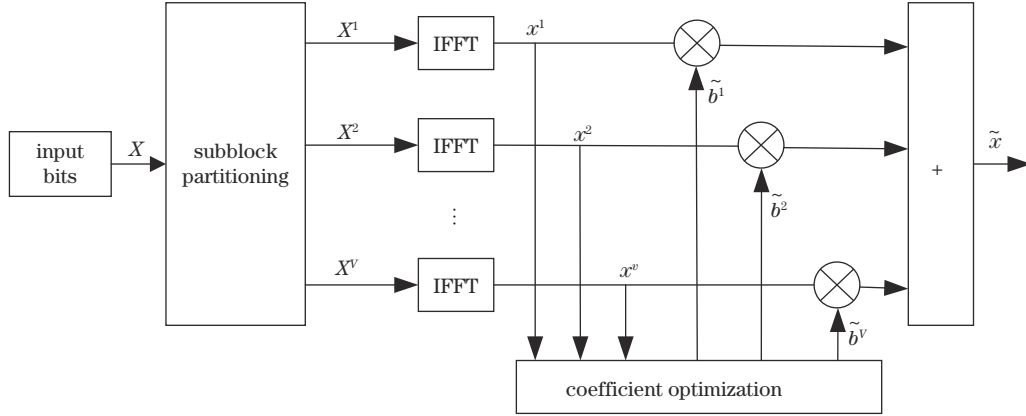 input
bits
X
subblock
partitioning
X¹
IFFT
x¹
b̃¹
X²
IFFT
x²
b̃²
⋮
X^V
IFFT
x^v
b̃^V
coefficient optimization
+
x̃